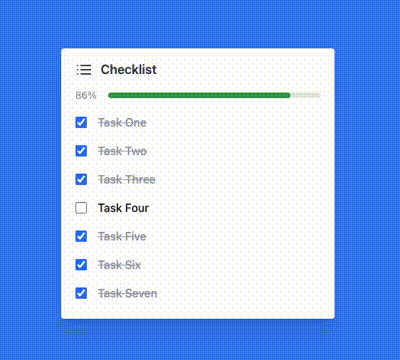 Checklist
86%
Task One
Task Two
Task Three
Task Four
Task Five
Task Six
Task Seven